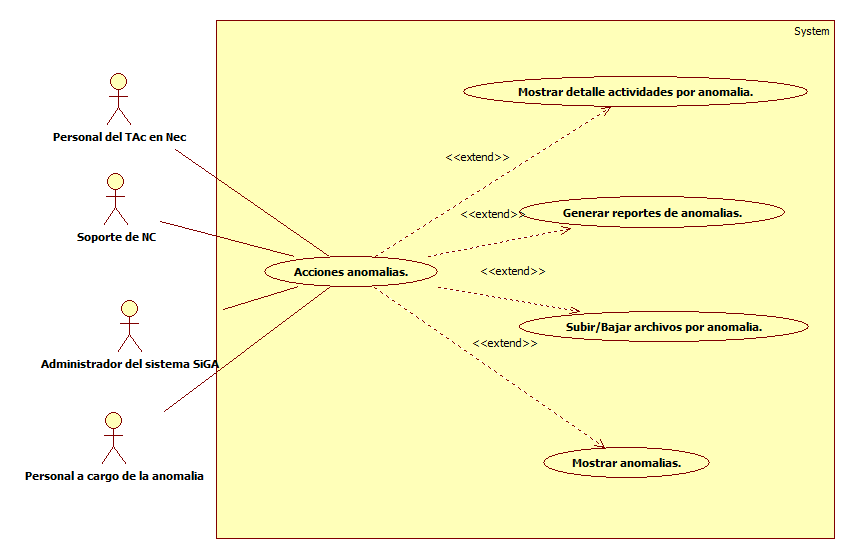 System
Mostrar detalle actividades por anomalia.
Personal del TAc en Nec
<<extend>>
Generar reportes de anomalias.
<<extend>>
Soporte de NC
Acciones anomalias.
<<extend>>
Subir/Bajar archivos por anomalia.
<<extend>>
Administrador del sistema SiGA
Mostrar anomalias.
Personal a cargo de la anomalia